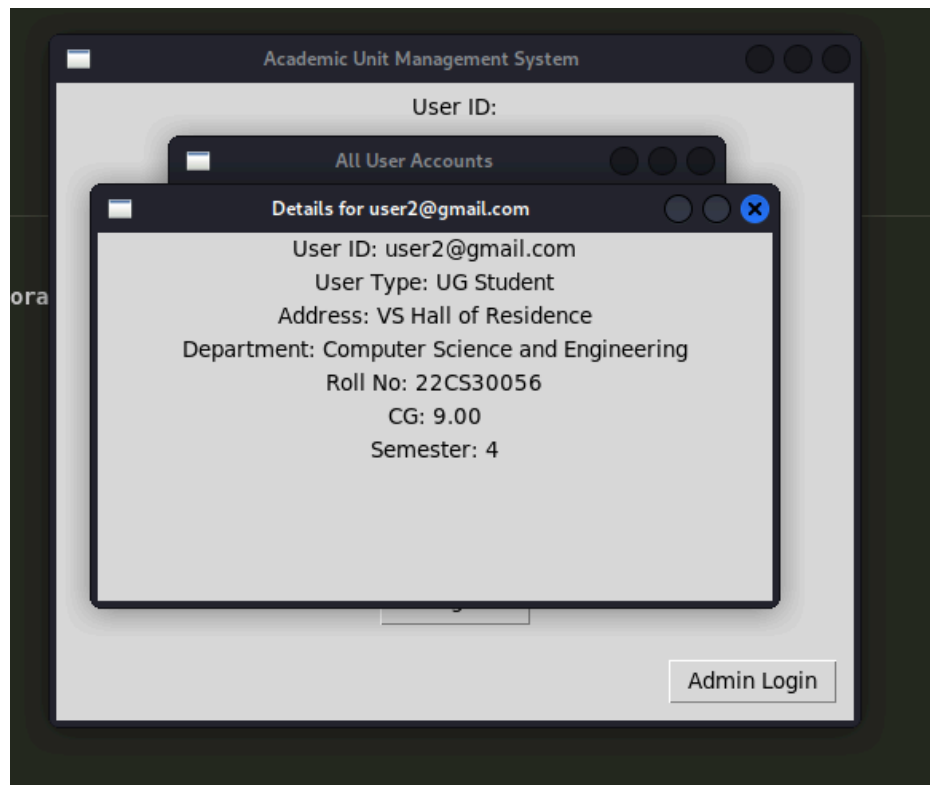 Academic Unit Management System
User ID:
All User Accounts
Details for user2@gmail.com
User ID: user2@gmail.com
User Type: UG Student
Address: VS Hall of Residence
Department: Computer Science and Engineering
Roll No: 22CS30056
CG: 9.00
Semester: 4
ora
Admin Login